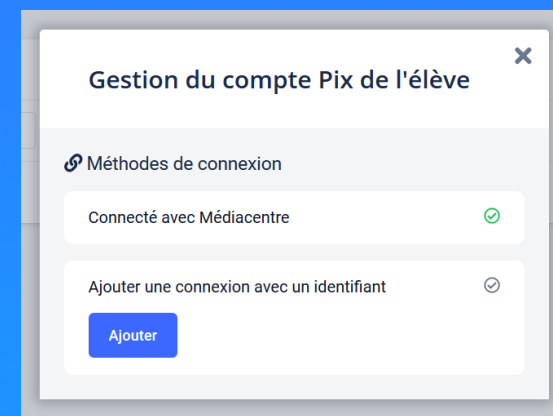 Gestion du compte Pix de l'élève
Méthodes de connexion
Connecté avec Médiacentre
Ajouter une connexion avec un identifiant
Ajouter